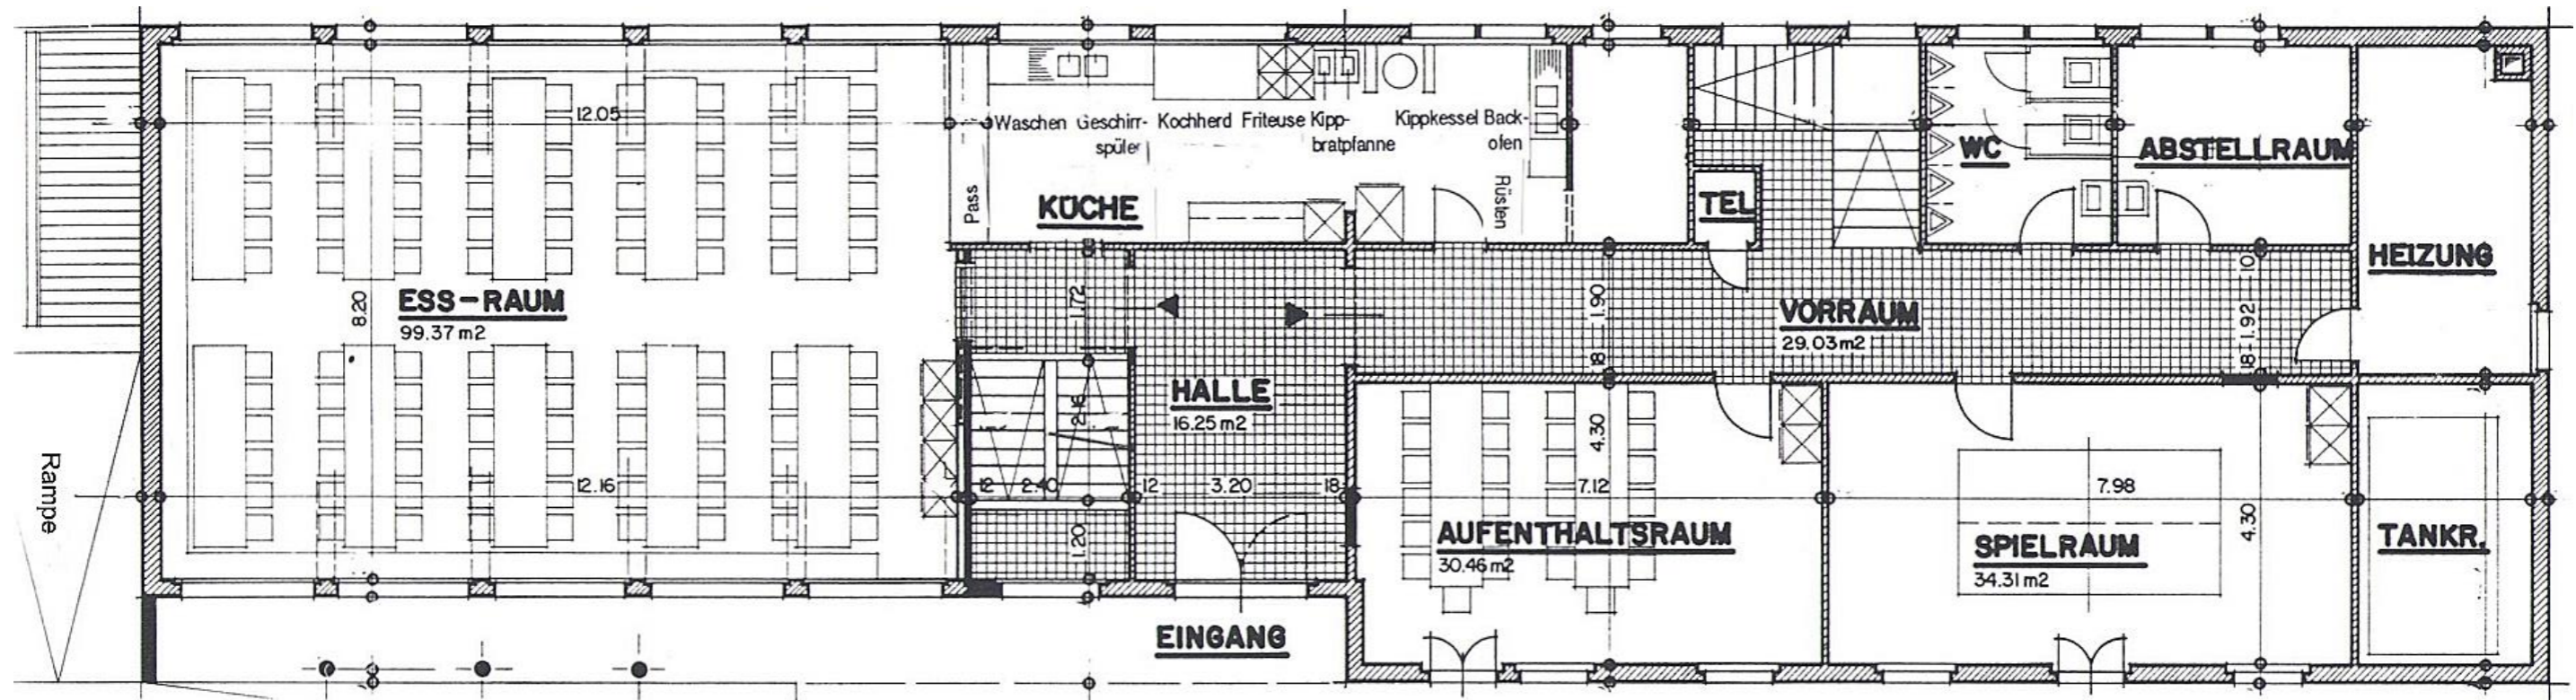 12.05
Waschen
Geschirr-
spüler
Kochherd
Friteuse
Kipp-
bratpfanne
Kippkessel
Back-
ofen
Pass
KÜCHE
Rüsten
TEL
WC
ABSTELLRAUM
HEIZUNG
ESS-RAUM
99.37 m2
8.20
1.72
1.90
18
VORRAUM
29.03 m2
10
1.92
18
HALLE
16.25 m2
2.16
12.16
12
2.40
12
3.20
18
1.20
4.30
7.12
AUFENTHALTSRAUM
30.46 m2
7.98
4.30
SPIELRAUM
34.31 m2
TANKR.
Rampe
EINGANG